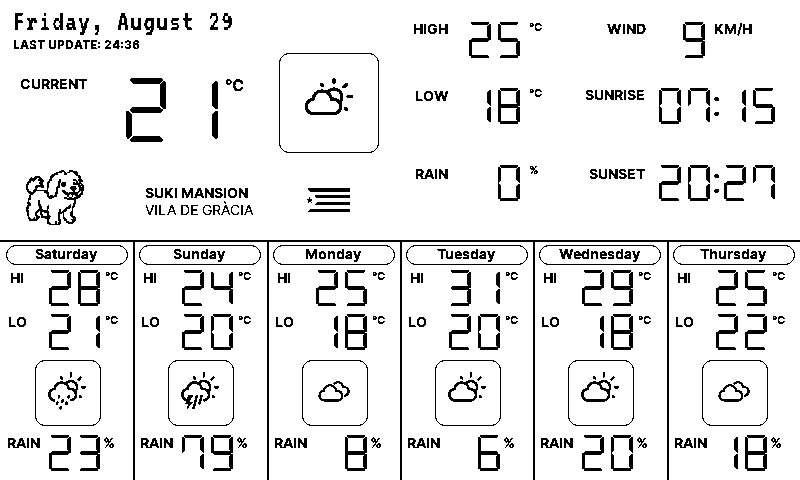 Friday, August 29
LAST UPDATE: 24:36
CURRENT 21 °C
HIGH 25 °C
WIND 9 KM/H
LOW 18 °C
SUNRISE 07:15
RAIN 0 %
SUNSET 20:27
SUKI MANSION
VILA DE GRÀCIA
Saturday
HI 28 °C
LO 21 °C
RAIN 23 %
Sunday
HI 24 °C
LO 20 °C
RAIN 79 %
Monday
HI 25 °C
LO 18 °C
RAIN 8 %
Tuesday
HI 31 °C
LO 20 °C
RAIN 6 %
Wednesday
HI 29 °C
LO 18 °C
RAIN 20 %
Thursday
HI 25 °C
LO 22 °C
RAIN 18 %